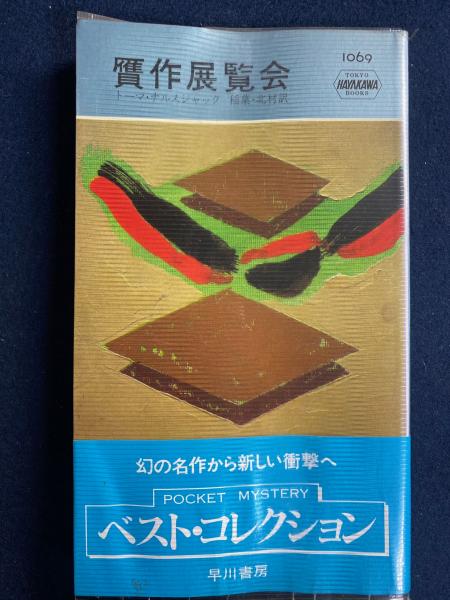 贋作展覧会
1069
トーマ・ナルスジャック 稲葉・北村訳
TOKYO
HAYAKAWA
BOOKS
幻の名作から新しい衝撃へ
POCKET MYSTERY
ベスト・コレクション
早川書房